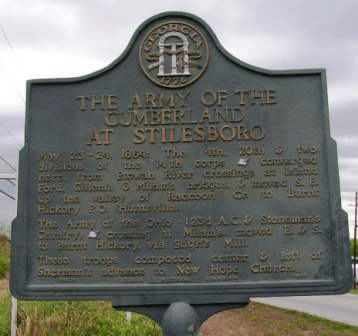 GEORGIA
1776
THE ARMY OF THE
CUMBERLAND
AT STILESBORO
May 23-24, 1864; The 4th, 20th & two
divisions of the 14th corps converged
here, from Etowah River crossings at Island
Ford, Gillem's & Milam's bridges, & moved S. E.
up the valley of Raccoon Cr. to Burnt
Hickory P.O. Huntsville.
The Army of the Ohio (23d A.C. & Stoneman's
Cavalry) crossing at Milam's, moved E. & S.
to Burnt Hickory, via Sligh's Mill.
These troops composed center & left of
Sherman's advance to New Hope Church.